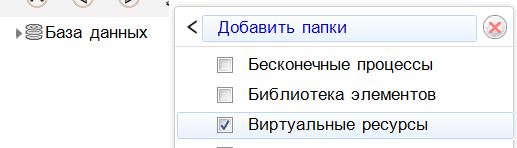 База данных
Добавить папки
Бесконечные процессы
Библиотека элементов
Виртуальные ресурсы